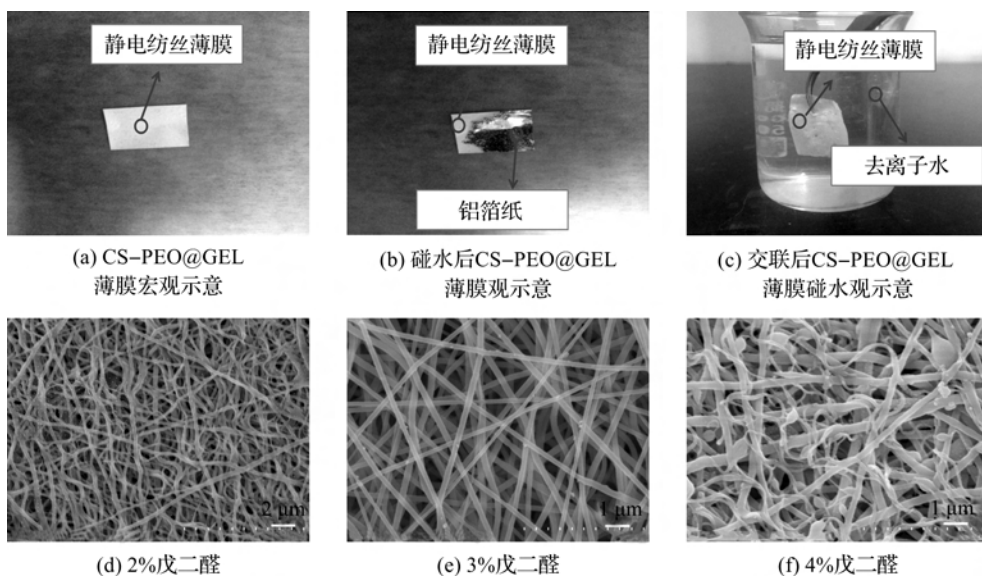 静电纺丝薄膜
静电纺丝薄膜
静电纺丝薄膜
铝箔纸
去离子水
(a) CS-PEO@GEL
薄膜宏观示意
(b) 碰水后CS-PEO@GEL
薄膜观示意
(c) 交联后CS-PEO@GEL
薄膜碰水观示意
2 μm
1 μm
1 μm
(d) 2%戊二醛
(e) 3%戊二醛
(f) 4%戊二醛